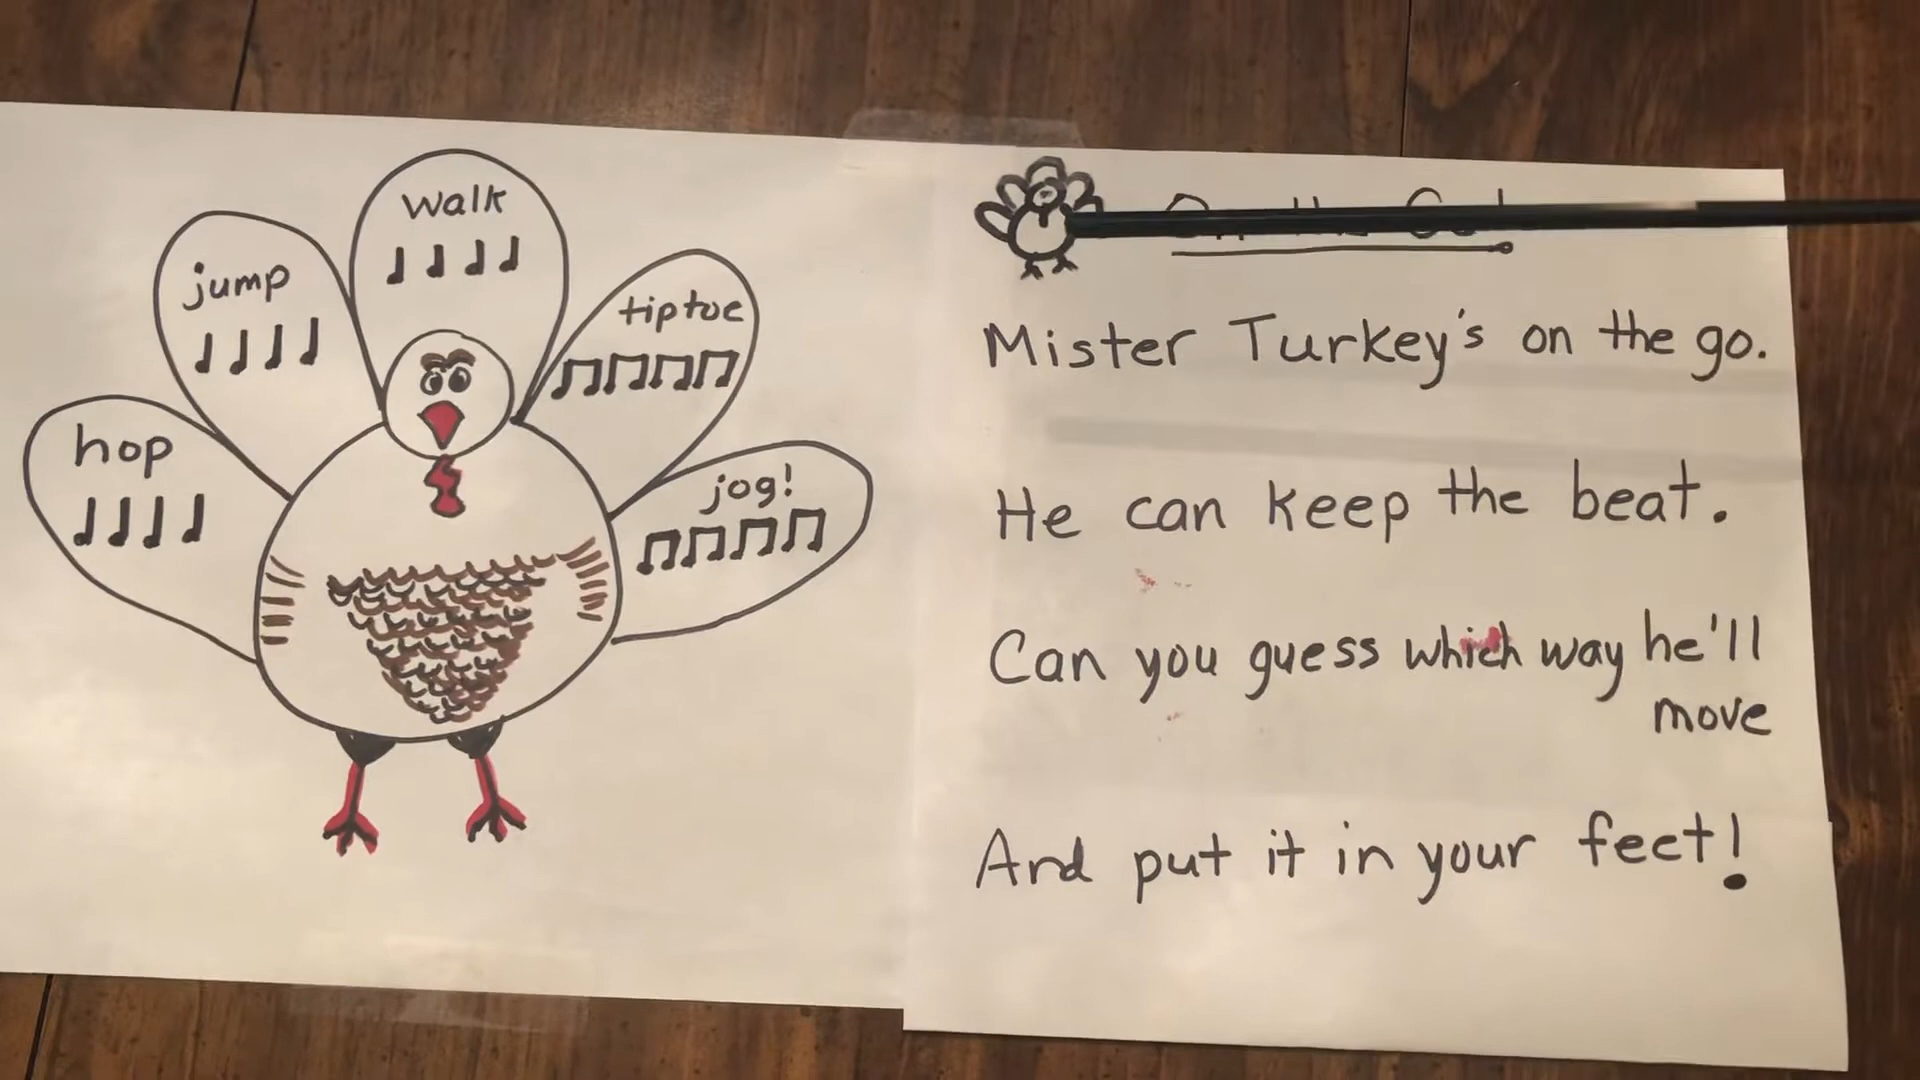 walk
jump
tiptoe
hop
jog!
Mister Turkey's on the go.
He can keep the beat.
Can you guess which way he'll
move
And put it in your feet!